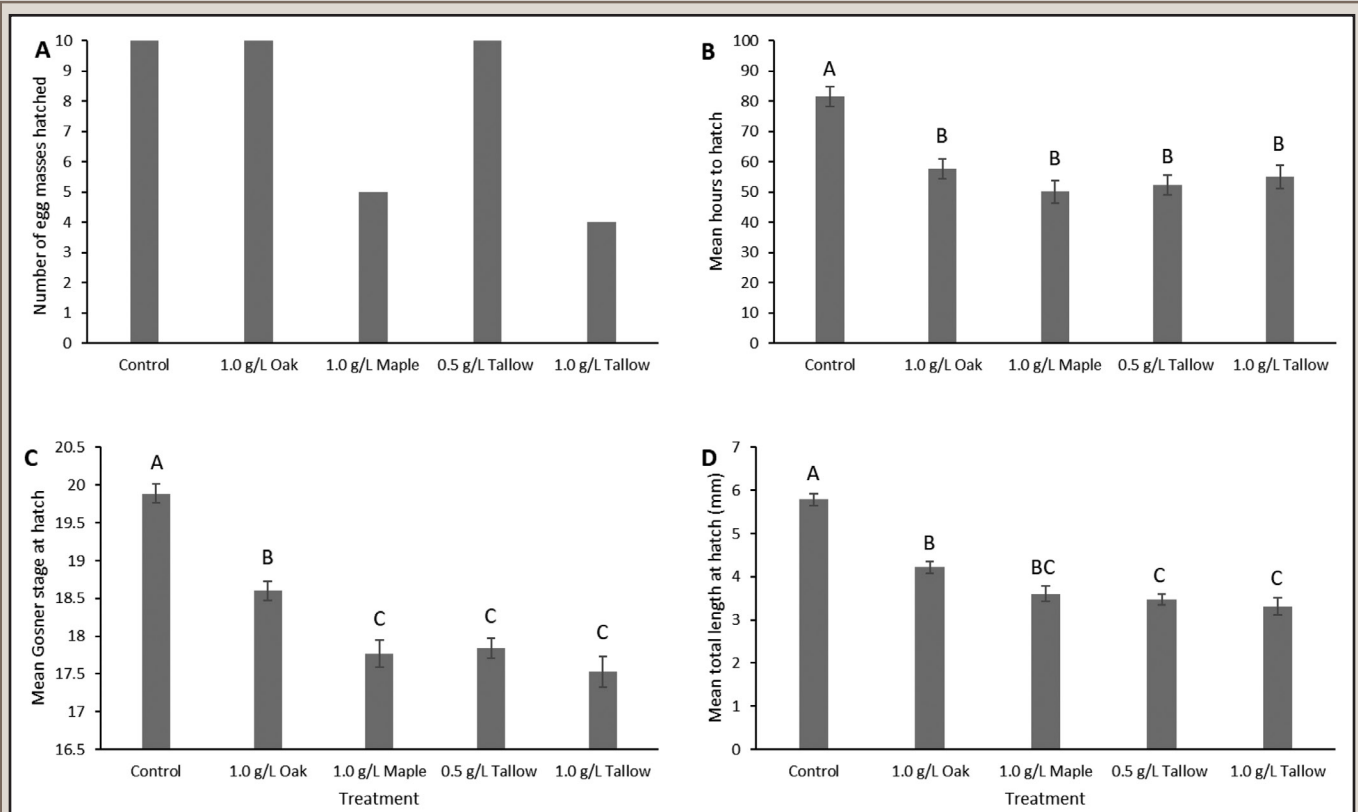 A
Number of egg masses hatched
10
9
8
7
6
5
4
3
2
1
0
Control 1.0 g/L Oak 1.0 g/L Maple 0.5 g/L Tallow 1.0 g/L Tallow
B
Mean hours to hatch
100
90
80
70
60
50
40
30
20
10
0
A B B B B
Control 1.0 g/L Oak 1.0 g/L Maple 0.5 g/L Tallow 1.0 g/L Tallow
C
Mean Gosner stage at hatch
20.5
20
19.5
19
18.5
18
17.5
17
16.5
A B C C C
Control 1.0 g/L Oak 1.0 g/L Maple 0.5 g/L Tallow 1.0 g/L Tallow
Treatment
D
Mean total length at hatch (mm)
7
6
5
4
3
2
1
0
A B BC C C
Control 1.0 g/L Oak 1.0 g/L Maple 0.5 g/L Tallow 1.0 g/L Tallow
Treatment